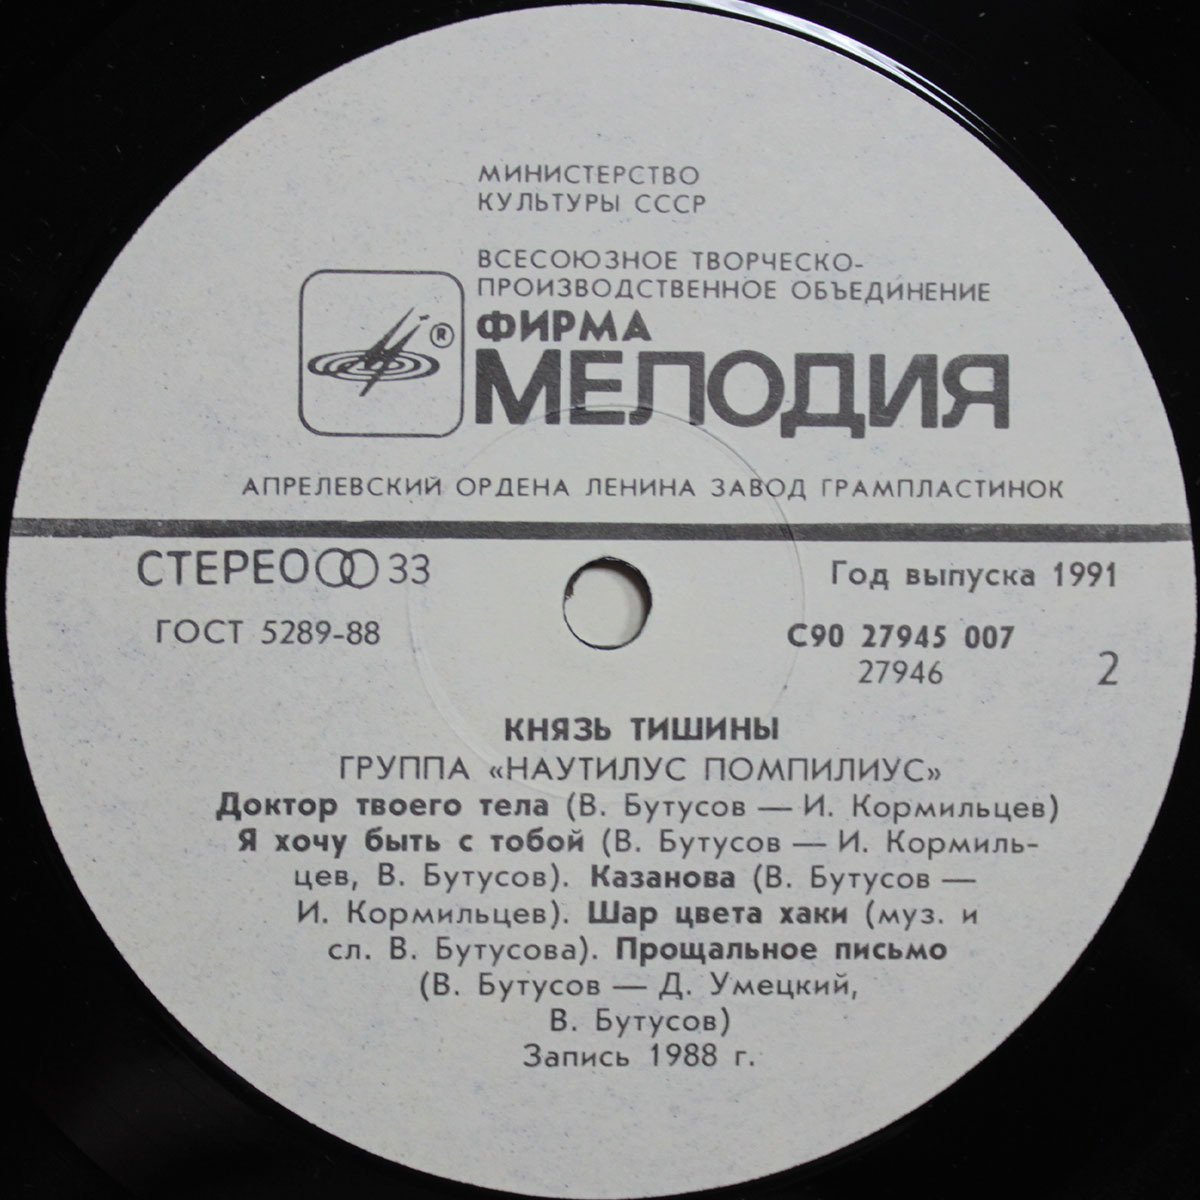 МИНИСТЕРСТВО
КУЛЬТУРЫ СССР
ВСЕСОЮЗНОЕ ТВОРЧЕСКО-
ПРОИЗВОДСТВЕННОЕ ОБЪЕДИНЕНИЕ
ФИРМА
®
МЕЛОДИЯ
АПРЕЛЕВСКИЙ ОРДЕНА ЛЕНИНА ЗАВОД ГРАМПЛАСТИНОК
СТЕРЕО 33
Год выпуска 1991
ГОСТ 5289-88
С90 27945 007
27946
2
КНЯЗЬ ТИШИНЫ
ГРУППА «НАУТИЛУС ПОМПИЛИУС»
Доктор твоего тела (В. Бутусов — И. Кормильцев)
Я хочу быть с тобой (В. Бутусов — И. Кормиль-
цев, В. Бутусов). Казанова (В. Бутусов —
И. Кормильцев). Шар цвета хаки (муз. и
сл. В. Бутусова). Прощальное письмо
(В. Бутусов — Д. Умецкий,
В. Бутусов)
Запись 1988 г.